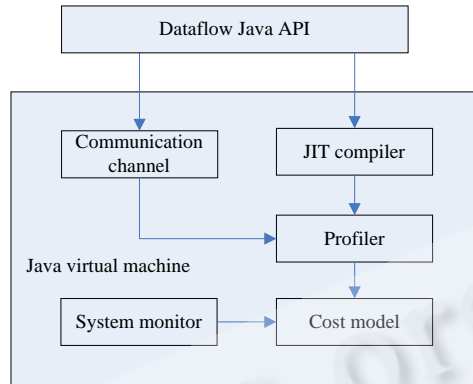 Dataflow Java API
Communication
channel
JIT compiler
Profiler
Java virtual machine
System monitor
Cost model